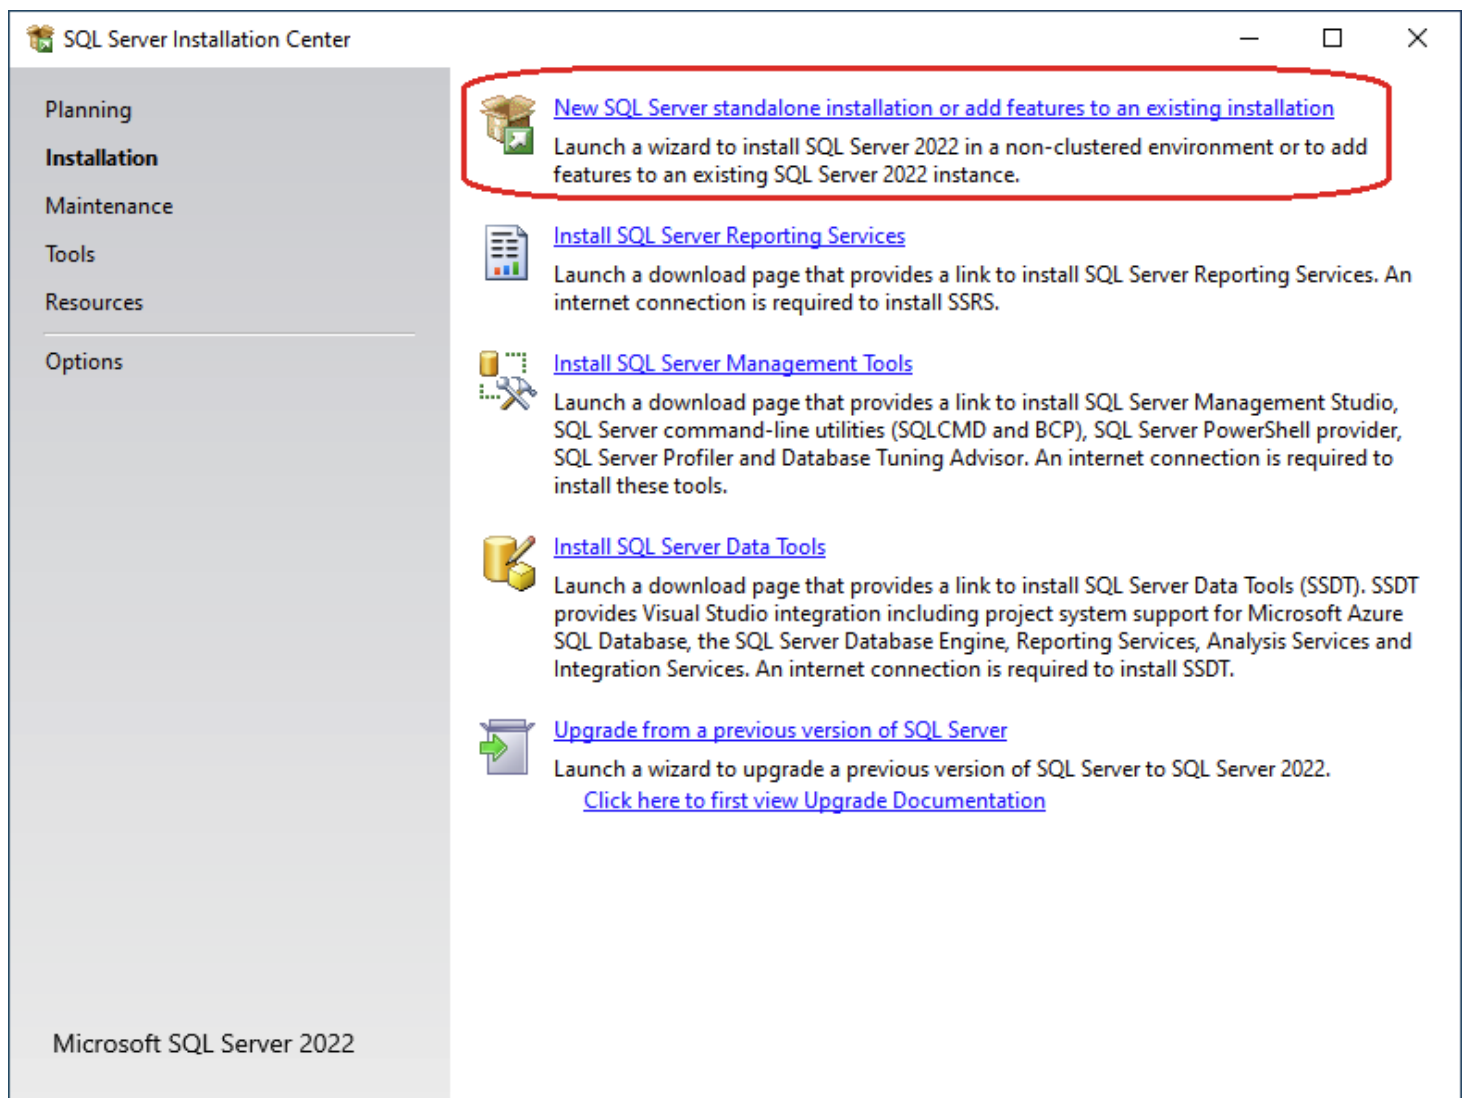 SQL Server Installation Center
Planning
Installation
Maintenance
Tools
Resources
Options
Microsoft SQL Server 2022
New SQL Server standalone installation or add features to an existing installation
Launch a wizard to install SQL Server 2022 in a non-clustered environment or to add
features to an existing SQL Server 2022 instance.
Install SQL Server Reporting Services
Launch a download page that provides a link to install SQL Server Reporting Services. An
internet connection is required to install SSRS.
Install SQL Server Management Tools
Launch a download page that provides a link to install SQL Server Management Studio,
SQL Server command-line utilities (SQLCMD and BCP), SQL Server PowerShell provider,
SQL Server Profiler and Database Tuning Advisor. An internet connection is required to
install these tools.
Install SQL Server Data Tools
Launch a download page that provides a link to install SQL Server Data Tools (SSDT). SSDT
provides Visual Studio integration including project system support for Microsoft Azure
SQL Database, the SQL Server Database Engine, Reporting Services, Analysis Services and
Integration Services. An internet connection is required to install SSDT.
Upgrade from a previous version of SQL Server
Launch a wizard to upgrade a previous version of SQL Server to SQL Server 2022.
Click here to first view Upgrade Documentation